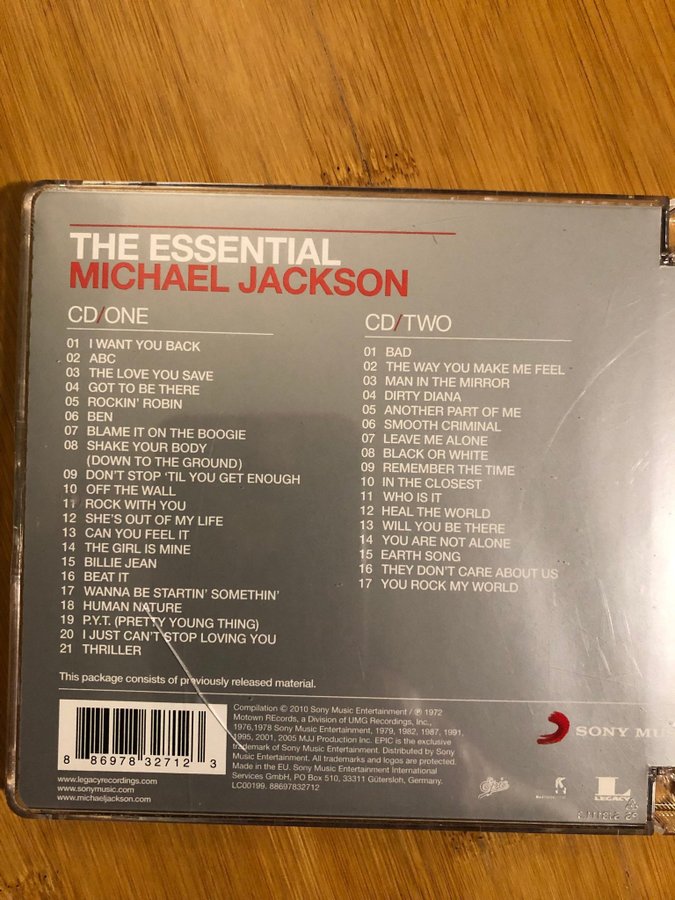 THE ESSENTIAL
MICHAEL JACKSON
CD/ONE
01 I WANT YOU BACK
02 ABC
03 THE LOVE YOU SAVE
04 GOT TO BE THERE
05 ROCKIN' ROBIN
06 BEN
07 BLAME IT ON THE BOOGIE
08 SHAKE YOUR BODY
(DOWN TO THE GROUND)
09 DON'T STOP 'TIL YOU GET ENOUGH
10 OFF THE WALL
11 ROCK WITH YOU
12 SHE'S OUT OF MY LIFE
13 CAN YOU FEEL IT
14 THE GIRL IS MINE
15 BILLIE JEAN
16 BEAT IT
17 WANNA BE STARTIN' SOMETHIN'
18 HUMAN NATURE
19 P.Y.T. (PRETTY YOUNG THING)
20 I JUST CAN'T STOP LOVING YOU
21 THRILLER
CD/TWO
01 BAD
02 THE WAY YOU MAKE ME FEEL
03 MAN IN THE MIRROR
04 DIRTY DIANA
05 ANOTHER PART OF ME
06 SMOOTH CRIMINAL
07 LEAVE ME ALONE
08 BLACK OR WHITE
09 REMEMBER THE TIME
10 IN THE CLOSEST
11 WHO IS IT
12 HEAL THE WORLD
13 WILL YOU BE THERE
14 YOU ARE NOT ALONE
15 EARTH SONG
16 THEY DON'T CARE ABOUT US
17 YOU ROCK MY WORLD
This package consists of previously released material.
8 86978 32712 3
www.legacyrecordings.com
www.sonymusic.com
www.michaeljackson.com
Compilation © 2010 Sony Music Entertainment / ℗ 1972
Motown REcords, a Division of UMG Recordings, Inc.,
1976,1978 Sony Music Entertainment, 1979, 1982, 1987, 1991,
1995, 2001, 2005 MJJ Production Inc. EPIC is the exclusive
trademark of Sony Music Entertainment. Distributed by Sony
Music Entertainment. All trademarks and logos are protected.
Made in the EU. Sony Music Entertainment International
Services GmbH, PO Box 510, 33311 Gütersloh, Germany.
LC00199. 88697832712
SONY MU
Epic
L
LEGACY